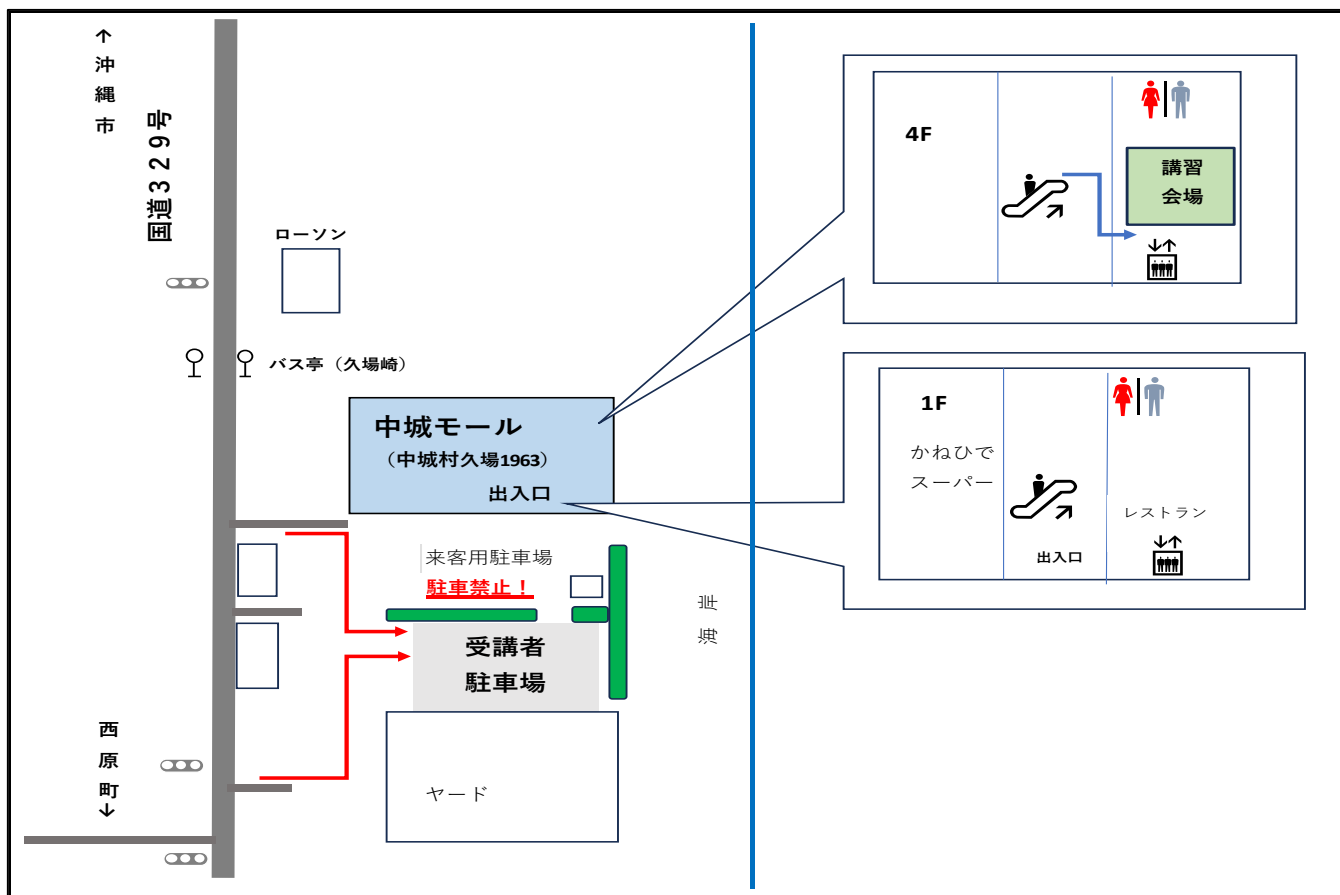 ↑沖縄市
国道３２９号
ローソン
バス亭（久場崎）
中城モール
（中城村久場1963）
出入口
来客用駐車場
駐車禁止！
受講者
駐車場
ヤード
西原町↓
海岸
4F
講習
会場
↓↑
1F
かねひで
スーパー
レストラン
出入口
↓↑